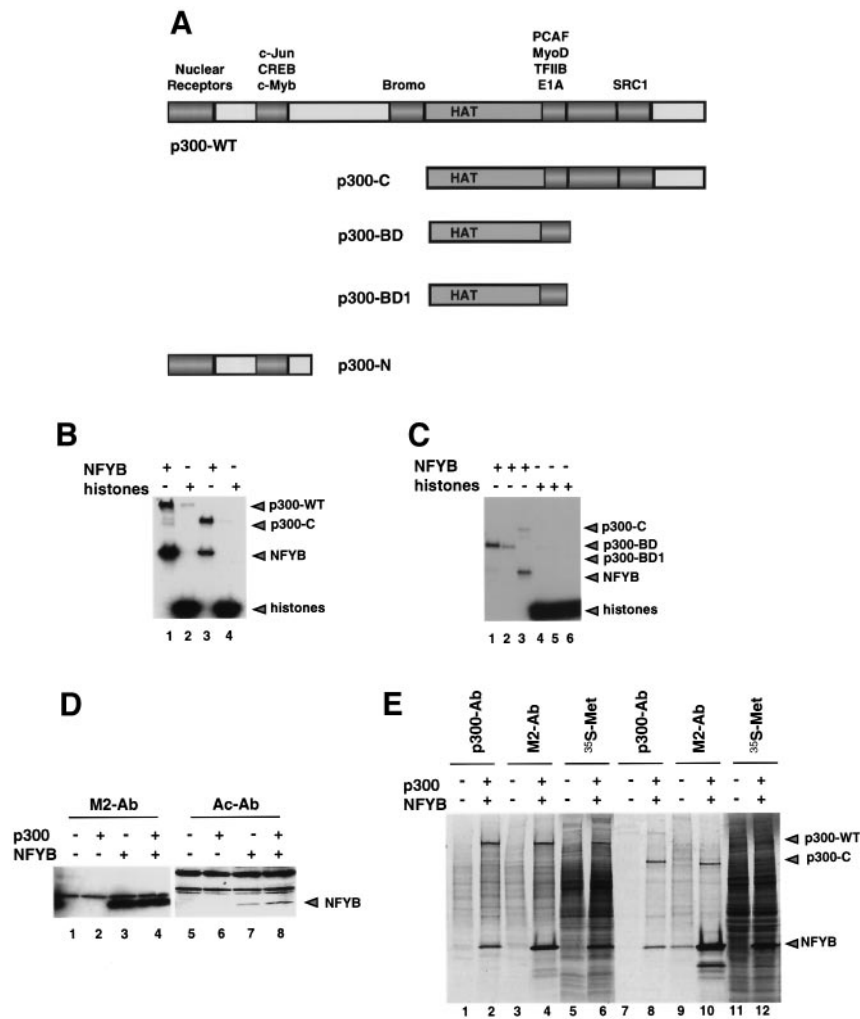 A
Nuclear
Receptors
c-Jun
CREB
c-Myb
Bromo
PCAF
MyoD
TFIIB
E1A
SRC1
HAT
p300-WT
p300-C
HAT
p300-BD
HAT
p300-BD1
HAT
p300-N
B
NFYB + - + -
histones - + - +
p300-WT
p300-C
NFYB
histones
1 2 3 4
C
NFYB + + + - - -
histones - - - + + +
p300-C
p300-BD
p300-BD1
NFYB
histones
1 2 3 4 5 6
D
M2-Ab Ac-Ab
p300 - + - + - + - +
NFYB - - + + - - + +
NFYB
1 2 3 4 5 6 7 8
E
p300-Ab M2-Ab 35S-Met p300-Ab M2-Ab 35S-Met
p300 - + - + - + - + - + - +
NFYB - + - + - + - + - + - +
p300-WT
p300-C
NFYB
1 2 3 4 5 6 7 8 9 10 11 12